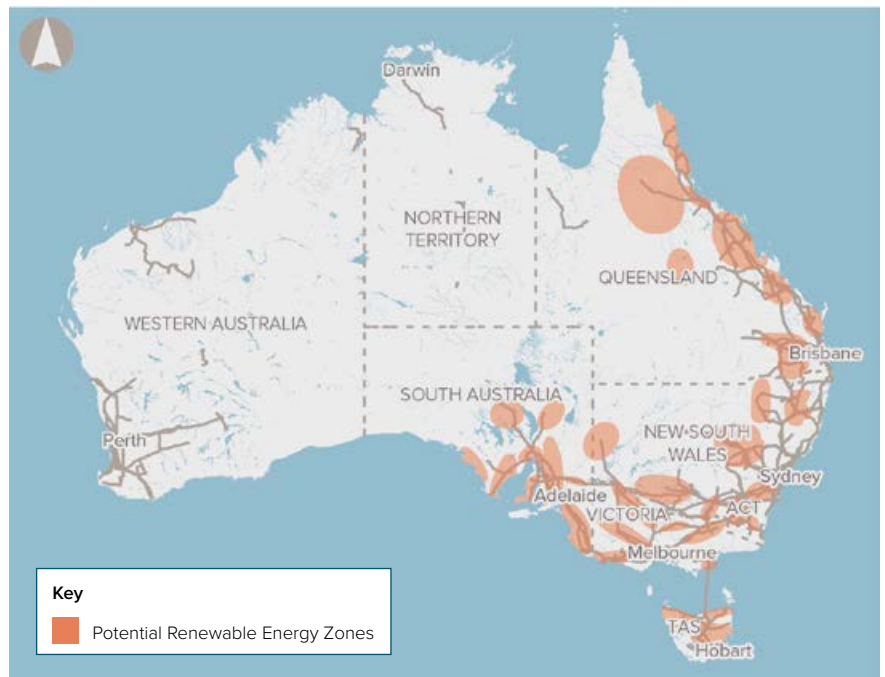 Darwin
NORTHERN
TERRITORY
QUEENSLAND
WESTERN AUSTRALIA
Brisbane
SOUTH AUSTRALIA
NEW SOUTH
WALES
Perth
Sydney
Adelaide
VICTORIA
ACT
Melbourne
Key
Potential Renewable Energy Zones
TAS
Hobart